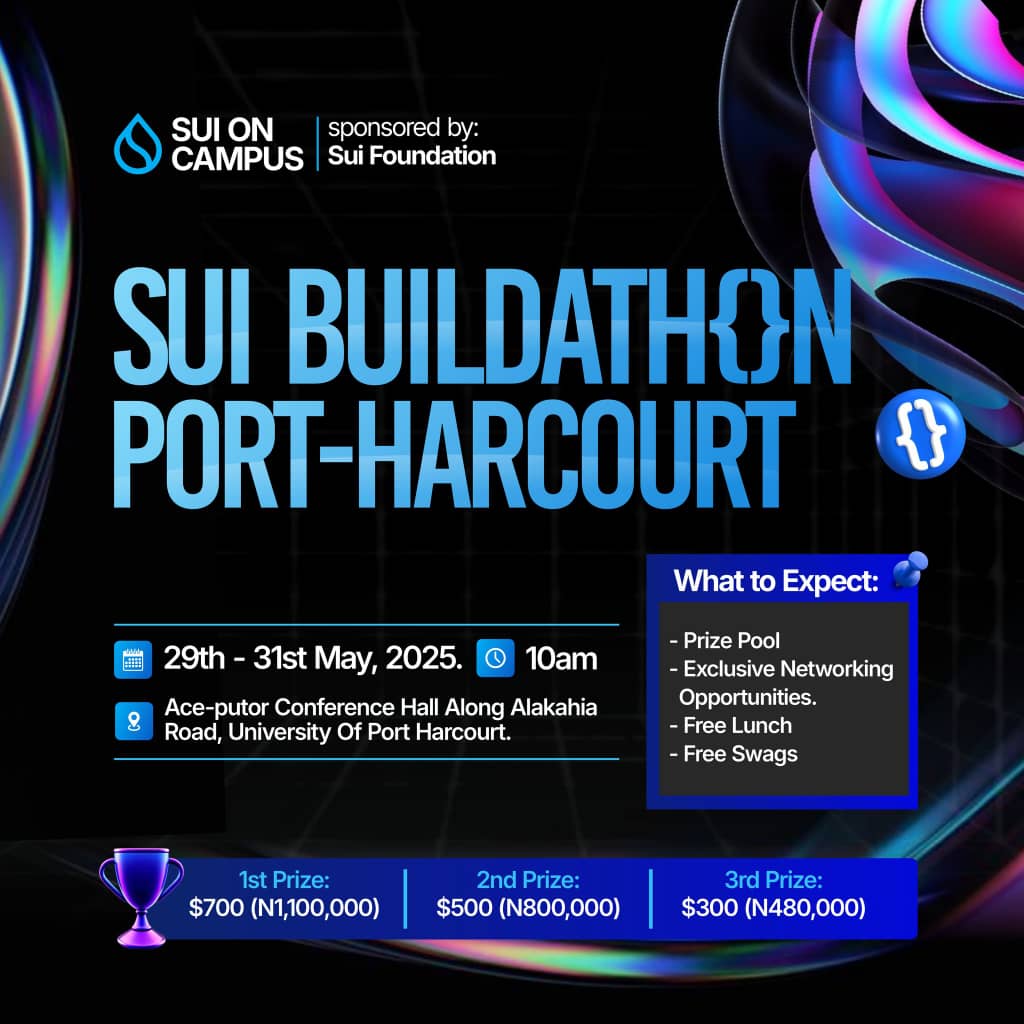 SUI ON
CAMPUS
sponsored by:
Sui Foundation
SUI BUILDATH{}N
PORT-HARCOURT
{}
29th - 31st May, 2025.
10am
Ace-putor Conference Hall Along Alakahia
Road, University Of Port Harcourt.
What to Expect:
- Prize Pool
- Exclusive Networking
Opportunities.
- Free Lunch
- Free Swags
1st Prize:
$700 (N1,100,000)
2nd Prize:
$500 (N800,000)
3rd Prize:
$300 (N480,000)